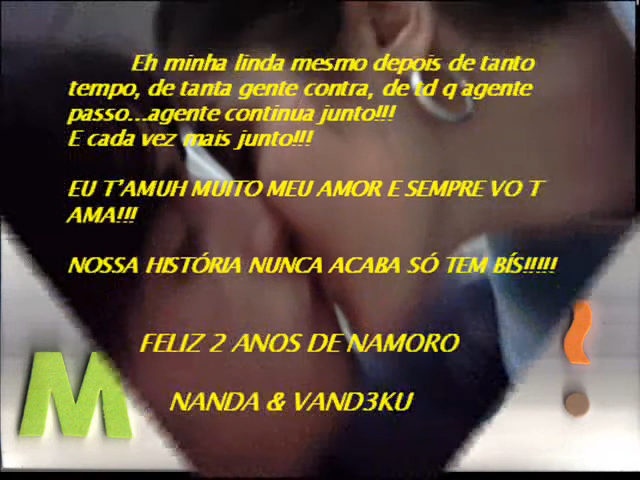 Eh minha linda mesmo depois de tanto
tempo, de tanta gente contra, de td q agente
passo...agente continua junto!!!
E cada vez mais junto!!!
EU T'AMUH MUITO MEU AMOR E SEMPRE VO T
AMA!!!
NOSSA HISTÓRIA NUNCA ACABA SÓ TEM BÍS!!!!!
FELIZ 2 ANOS DE NAMORO
NANDA & VAND3KU
M